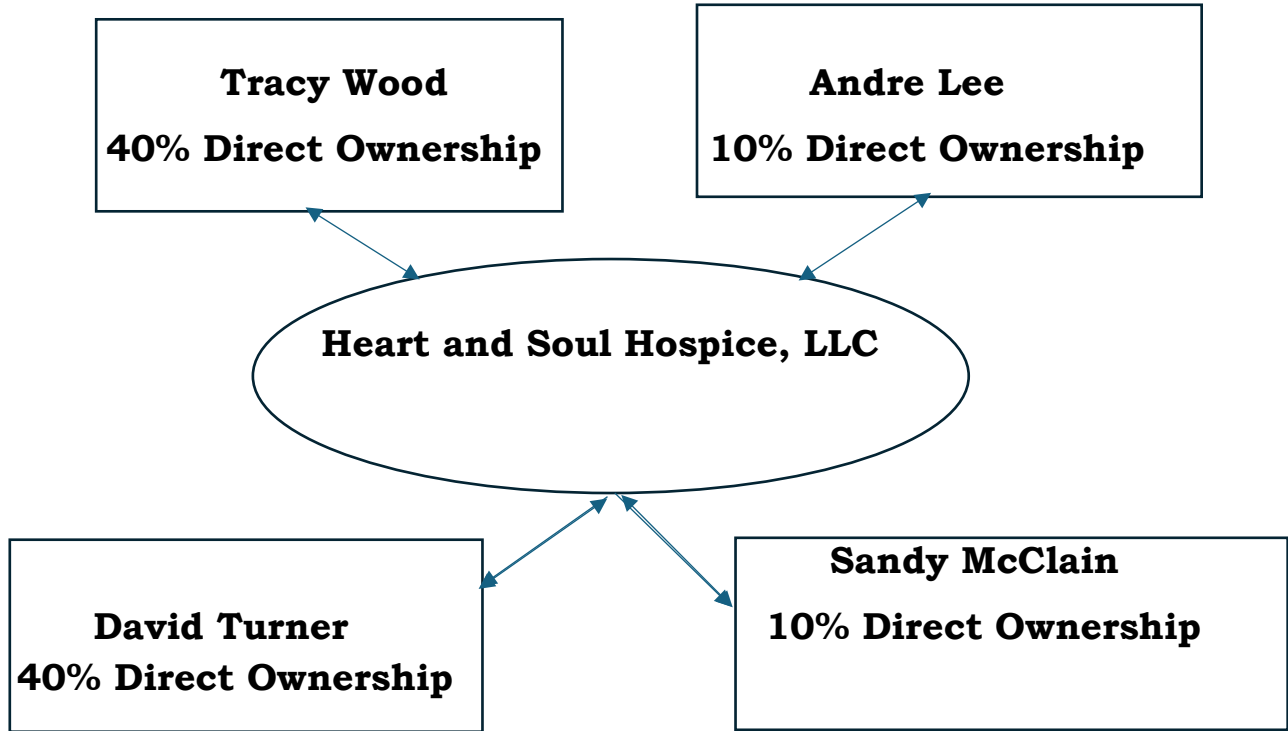 Tracy Wood
40% Direct Ownership
Andre Lee
10% Direct Ownership
Heart and Soul Hospice, LLC
David Turner
40% Direct Ownership
Sandy McClain
10% Direct Ownership